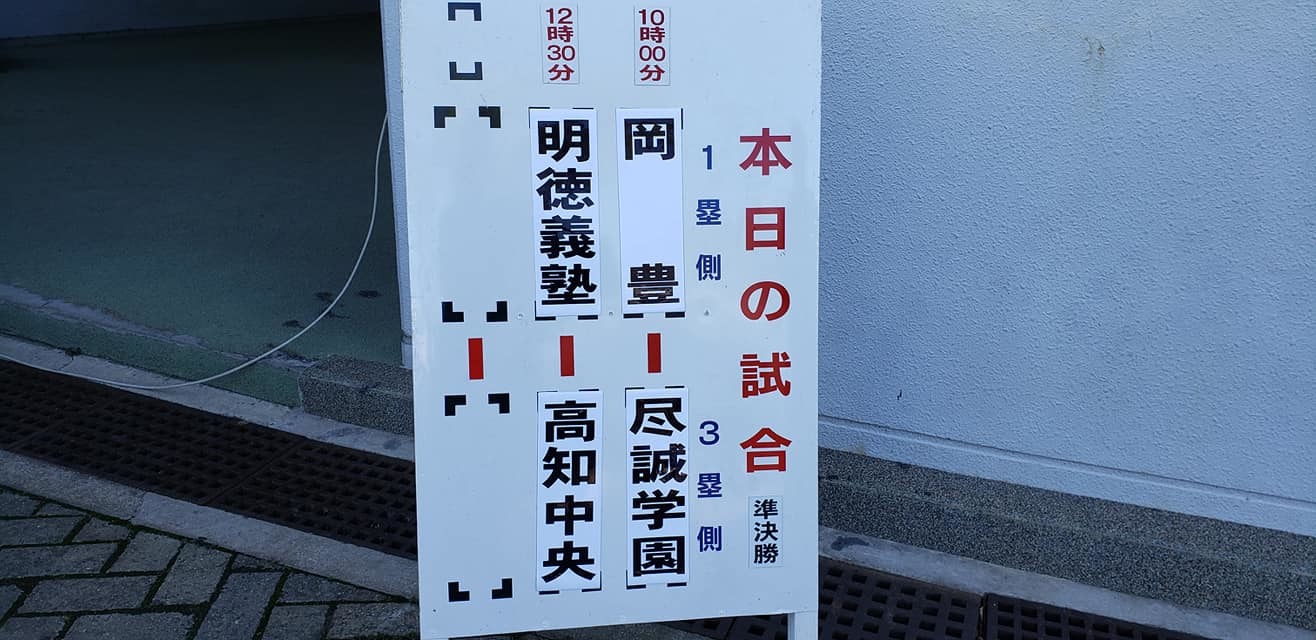 本日の試合
準決勝
1塁側
3塁側
10時00分
岡豊
尽誠学園
12時30分
明徳義塾
高知中央